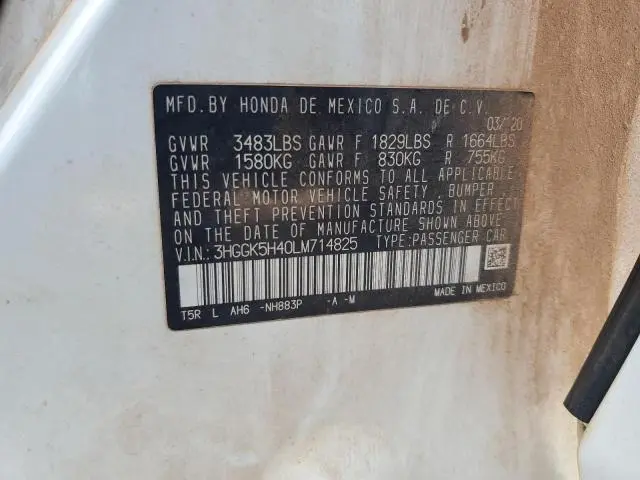 MFD.BY HONDA DE MEXICO S.A. DE C.V.
03/20
GVWR 3483LBS GAWR F 1829LBS R 1664LBS
GVWR 1580KG GAWR F 830KG R 755KG
THIS VEHICLE CONFORMS TO ALL APPLICABLE
FEDERAL MOTOR VEHICLE SAFETY, BUMPER
AND THEFT PREVENTION STANDARDS IN EFFECT
ON THE DATE OF MANUFACTURE SHOWN ABOVE.
V.I.N.: 3HGGK5H40LM714825 TYPE:PASSENGER CAR
T5R L AH6 -NH883P -A -M MADE IN MEXICO